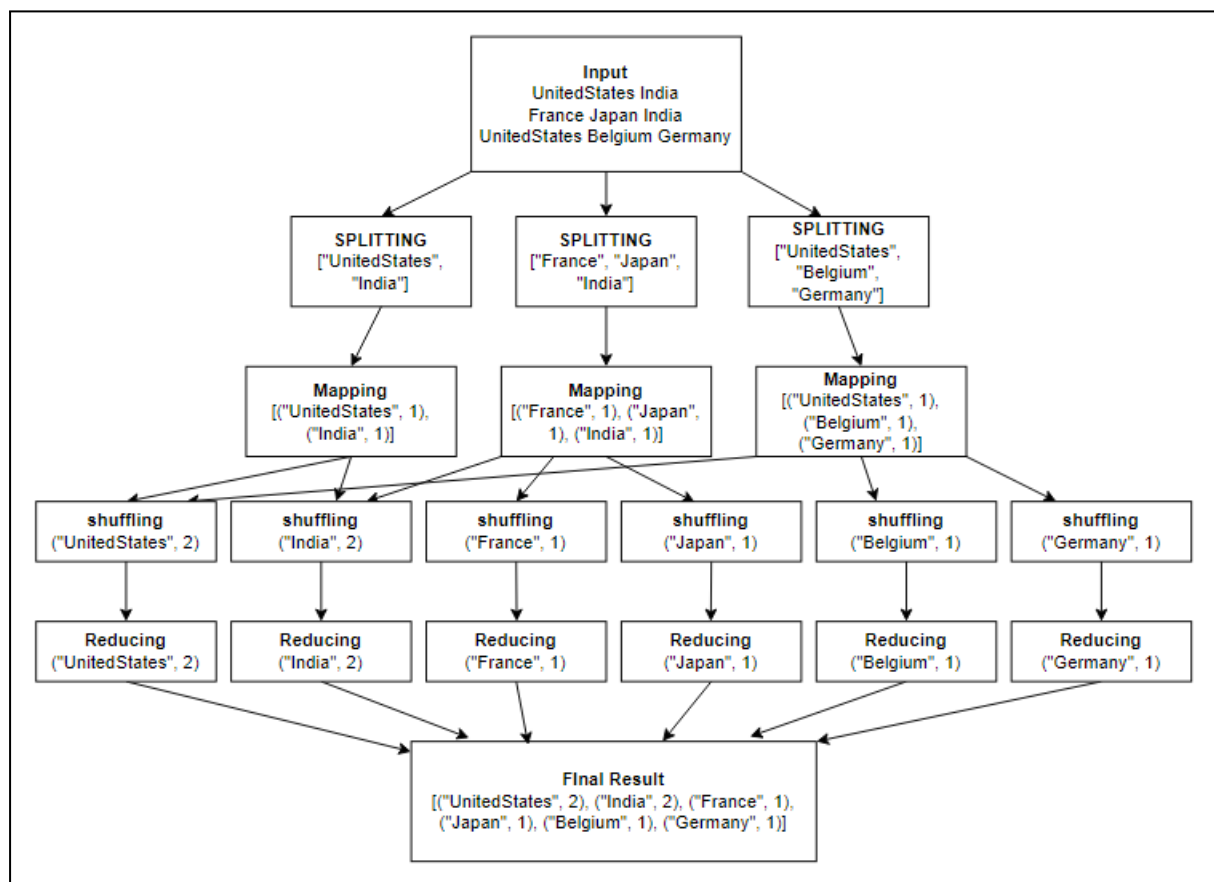 Input
UnitedStates India
France Japan India
UnitedStates Belgium Germany
SPLITTING
["UnitedStates",
"India"]
SPLITTING
["France", "Japan",
"India"]
SPLITTING
["UnitedStates",
"Belgium",
"Germany"]
Mapping
[("UnitedStates", 1),
("India", 1)]
Mapping
[("France", 1), ("Japan",
1), ("India", 1)]
Mapping
[("UnitedStates", 1),
("Belgium", 1),
("Germany", 1)]
shuffling
("UnitedStates", 2)
shuffling
("India", 2)
shuffling
("France", 1)
shuffling
("Japan", 1)
shuffling
("Belgium", 1)
shuffling
("Germany", 1)
Reducing
("UnitedStates", 2)
Reducing
("India", 2)
Reducing
("France", 1)
Reducing
("Japan", 1)
Reducing
("Belgium", 1)
Reducing
("Germany", 1)
FInal Result
[("UnitedStates", 2), ("India", 2), ("France", 1),
("Japan", 1), ("Belgium", 1), ("Germany", 1)]